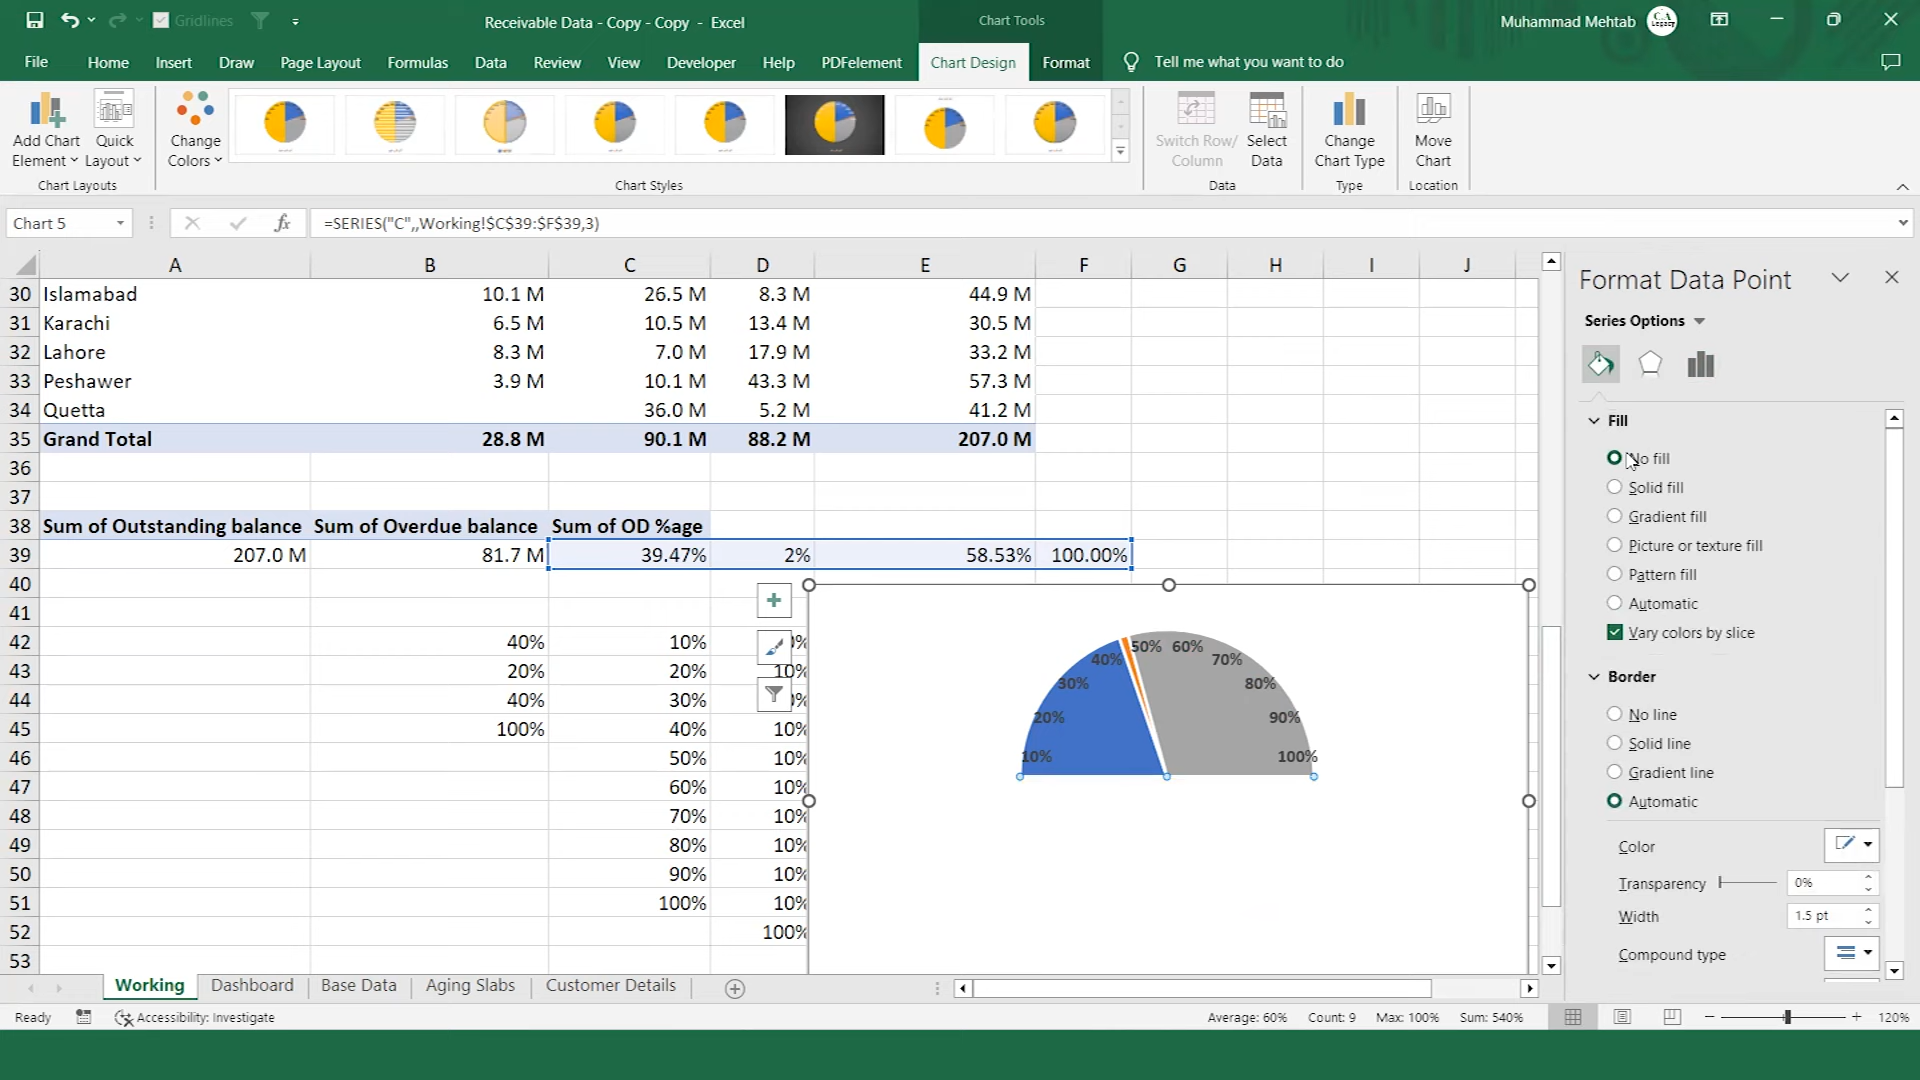 Gridlines
Receivable Data - Copy - Copy - Excel
Chart Tools
Muhammad Mehtab
CA
Legacy
File Home Insert Draw Page Layout Formulas Data Review View Developer Help PDFelement Chart Design Format Tell me what you want to do
Add Chart Element
Quick Layout
Change Colors
Switch Row/ Column
Select Data
Change Chart Type
Move Chart
Chart Layouts Chart Styles Data Type Location
Chart 5 fx =SERIES("C",,Working!$C$39:$F$39,3)
A B C D E F G H I J
30 Islamabad 10.1 M 26.5 M 8.3 M 44.9 M
31 Karachi 6.5 M 10.5 M 13.4 M 30.5 M
32 Lahore 8.3 M 7.0 M 17.9 M 33.2 M
33 Peshawer 3.9 M 10.1 M 43.3 M 57.3 M
34 Quetta 36.0 M 5.2 M 41.2 M
35 Grand Total 28.8 M 90.1 M 88.2 M 207.0 M
36
37
38 Sum of Outstanding balance Sum of Overdue balance Sum of OD %age
39 207.0 M 81.7 M 39.47% 2% 58.53% 100.00%
40
41
42 40% 10% %
43 20% 20% 10%
44 40% 30% %
45 100% 40% 10%
46 50% 10%
47 60% 10%
48 70% 10%
49 80% 10%
50 90% 10%
51 100% 10%
52 100%
53
10%
20%
30%
40%
50%
60%
70%
80%
90%
100%
Format Data Point
Series Options
Fill
No fill
Solid fill
Gradient fill
Picture or texture fill
Pattern fill
Automatic
Vary colors by slice
Border
No line
Solid line
Gradient line
Automatic
Color
Transparency 0%
Width 1.5 pt
Compound type
Working Dashboard Base Data Aging Slabs Customer Details
Ready Accessibility: Investigate Average: 60% Count: 9 Max: 100% Sum: 540% 120%